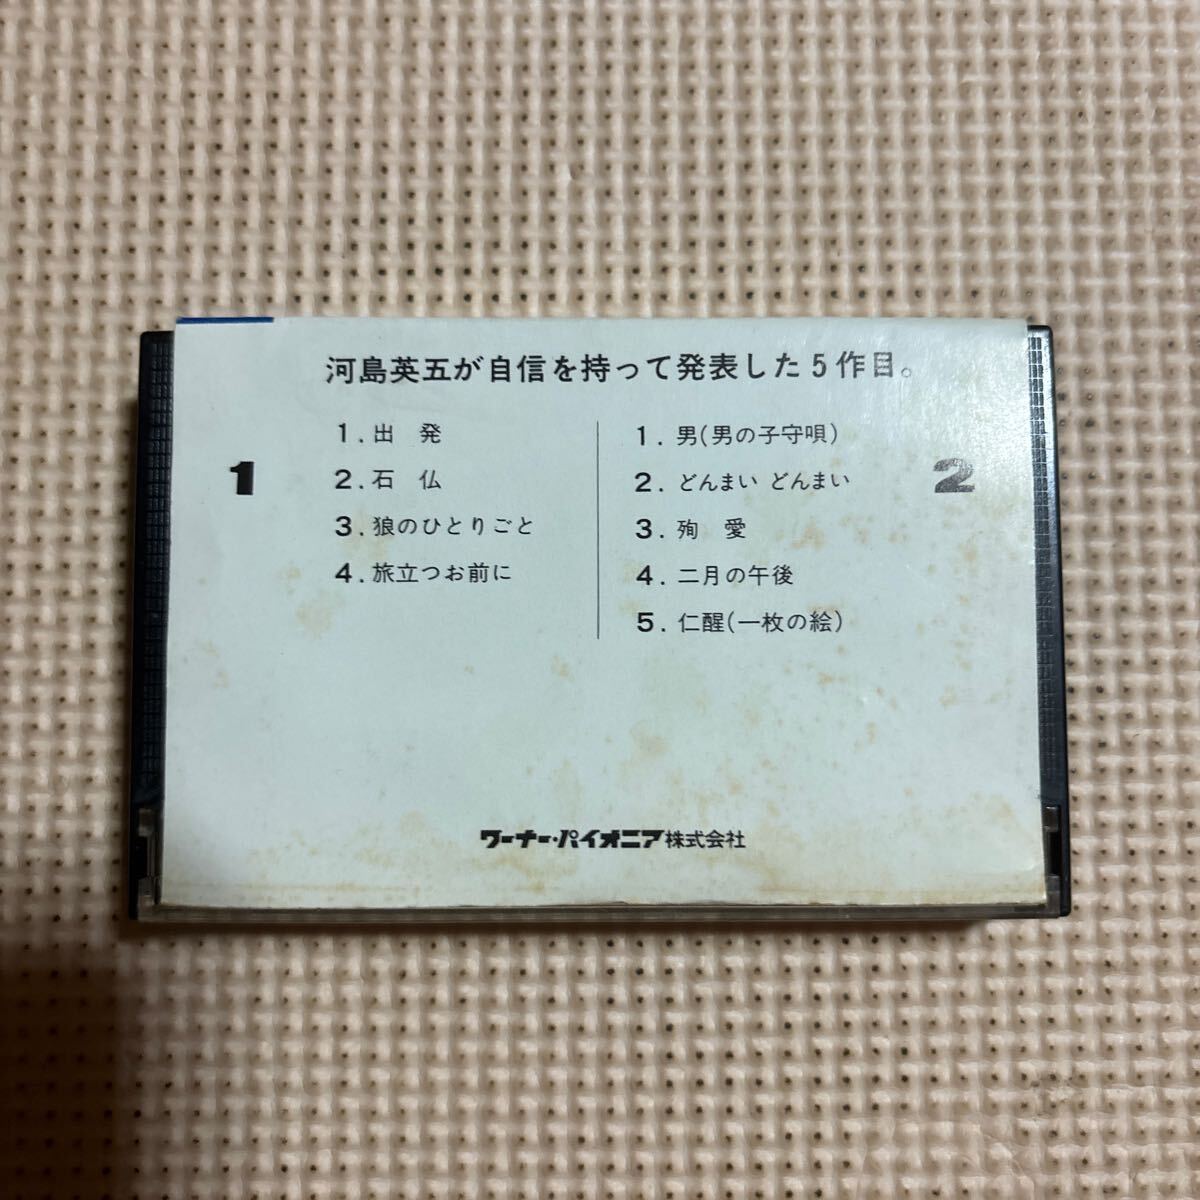 河島英五が自信を持って発表した5作目。
1
1.出 発
2.石 仏
3.狼のひとりごと
4.旅立つお前に
2
1.男(男の子守唄)
2.どんまい どんまい
3.殉 愛
4.二月の午後
5.仁醒(一枚の絵)
ワーナー・パイオニア株式会社